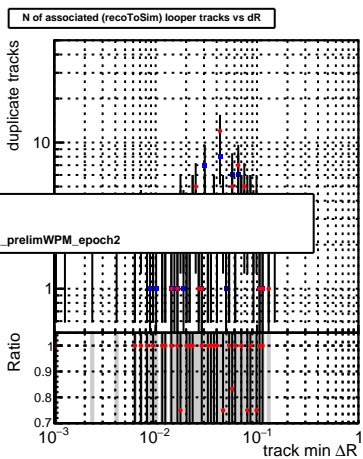 N of associated (recoToSim) looper tracks vs dR
duplicate tracks
10
_prelimWPM_epoch2
1
Ratio
1
0.9
0.8
0.7
10⁻³ 10⁻² 10⁻¹ 1
track min ΔR